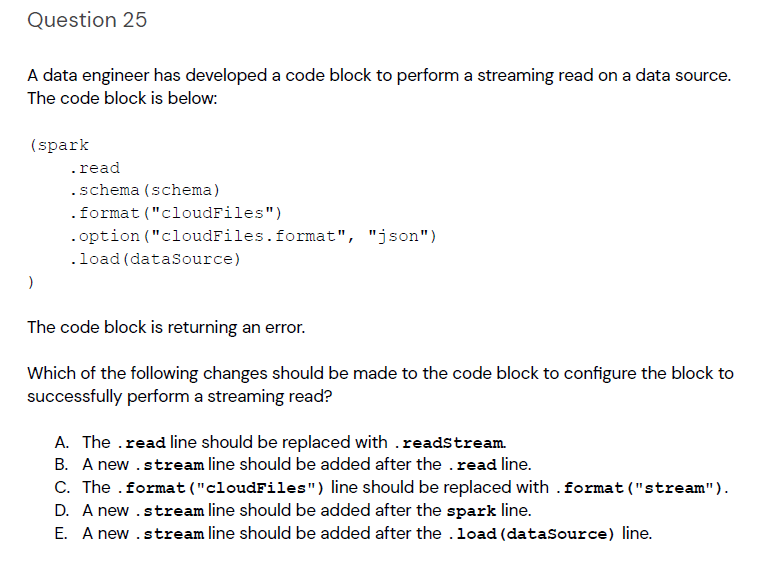 Question 25
A data engineer has developed a code block to perform a streaming read on a data source.
The code block is below:
(spark
.read
.schema(schema)
.format("cloudFiles")
.option("cloudFiles.format", "json")
.load(dataSource)
)
The code block is returning an error.
Which of the following changes should be made to the code block to configure the block to
successfully perform a streaming read?
A. The .read line should be replaced with .readStream.
B. A new .stream line should be added after the .read line.
C. The .format("cloudFiles") line should be replaced with .format("stream").
D. A new .stream line should be added after the spark line.
E. A new .stream line should be added after the .load(dataSource) line.